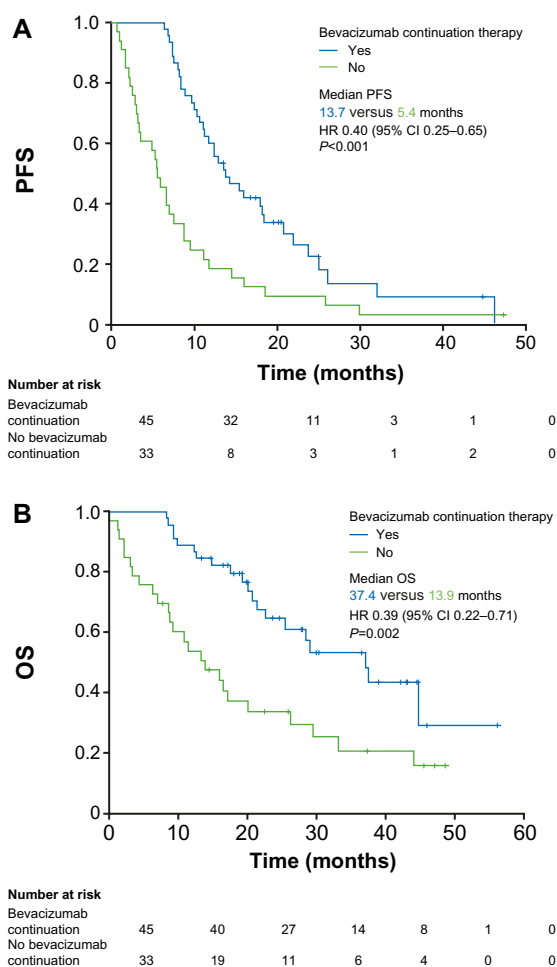 A
Bevacizumab continuation therapy
Yes
No
Median PFS
13.7 versus 5.4 months
HR 0.40 (95% CI 0.25–0.65)
P<0.001
PFS
1.0
0.8
0.6
0.4
0.2
0
0 10 20 30 40 50
Time (months)
Number at risk
Bevacizumab
continuation 45 32 11 3 1 0
No bevacizumab
continuation 33 8 3 1 2 0
B
Bevacizumab continuation therapy
Yes
No
Median OS
37.4 versus 13.9 months
HR 0.39 (95% CI 0.22–0.71)
P=0.002
OS
1.0
0.8
0.6
0.4
0.2
0
0 10 20 30 40 50 60
Time (months)
Number at risk
Bevacizumab
continuation 45 40 27 14 8 1 0
No bevacizumab
continuation 33 19 11 6 4 0 0